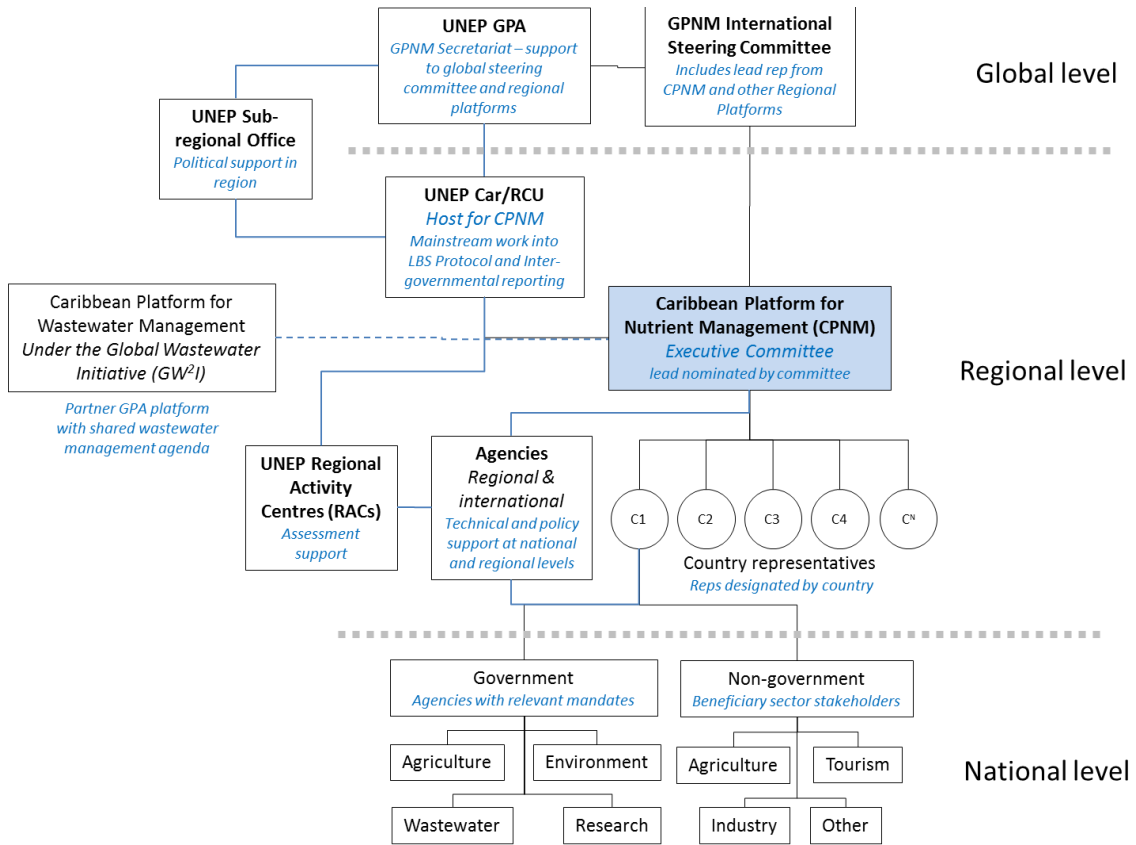 UNEP GPA
GPNM Secretariat – support
to global steering
committee and regional
platforms
GPNM International
Steering Committee
Includes lead rep from
CPNM and other Regional
Platforms
Global level
UNEP Sub-
regional Office
Political support in
region
UNEP Car/RCU
Host for CPNM
Mainstream work into
LBS Protocol and Inter-
governmental reporting
Caribbean Platform for
Wastewater Management
Under the Global Wastewater
Initiative (GW²I)
Partner GPA platform
with shared wastewater
management agenda
Caribbean Platform for
Nutrient Management (CPNM)
Executive Committee
lead nominated by committee
Regional level
UNEP Regional
Activity
Centres (RACs)
Assessment
support
Agencies
Regional &
international
Technical and policy
support at national
and regional levels
C1
C2
C3
C4
Cᴺ
Country representatives
Reps designated by country
Government
Agencies with relevant mandates
Non-government
Beneficiary sector stakeholders
Agriculture
Environment
Agriculture
Tourism
National level
Wastewater
Research
Industry
Other